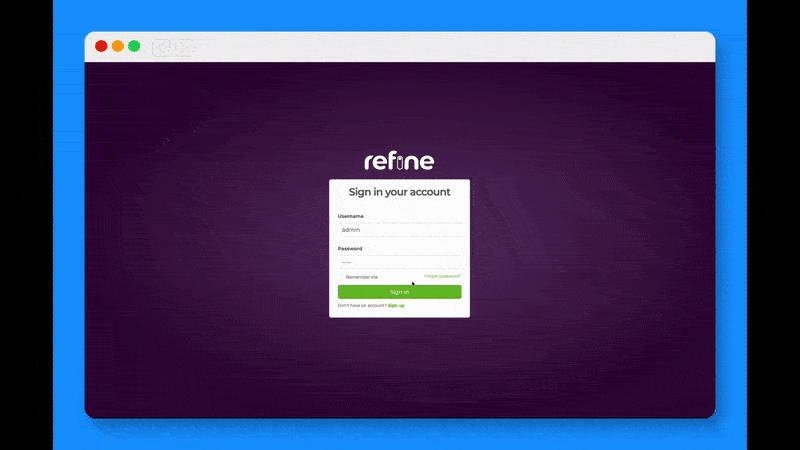 refine
Sign in your account
Username
admin
Password
Remember me
Forgot password?
Sign in
Don't have an account? Sign up